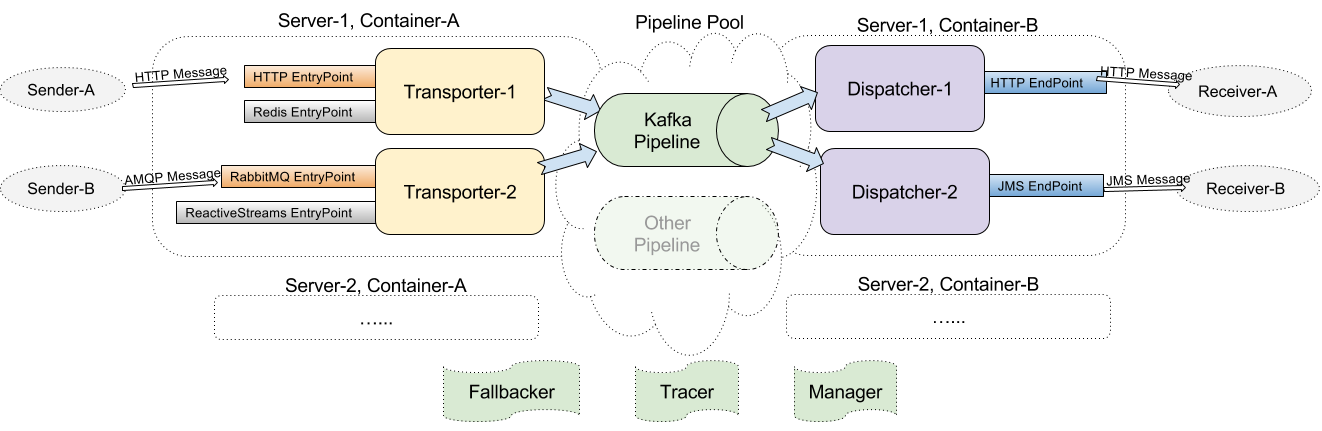 Server-1, Container-A
Pipeline Pool
Server-1, Container-B
Sender-A
HTTP Message
HTTP EntryPoint
Redis EntryPoint
Transporter-1
Kafka
Pipeline
Dispatcher-1
HTTP EndPoint
HTTP Message
Receiver-A
Sender-B
AMQP Message
RabbitMQ EntryPoint
ReactiveStreams EntryPoint
Transporter-2
Other
Pipeline
Dispatcher-2
JMS EndPoint
JMS Message
Receiver-B
Server-2, Container-A
…...
Server-2, Container-B
…...
Fallbacker
Tracer
Manager